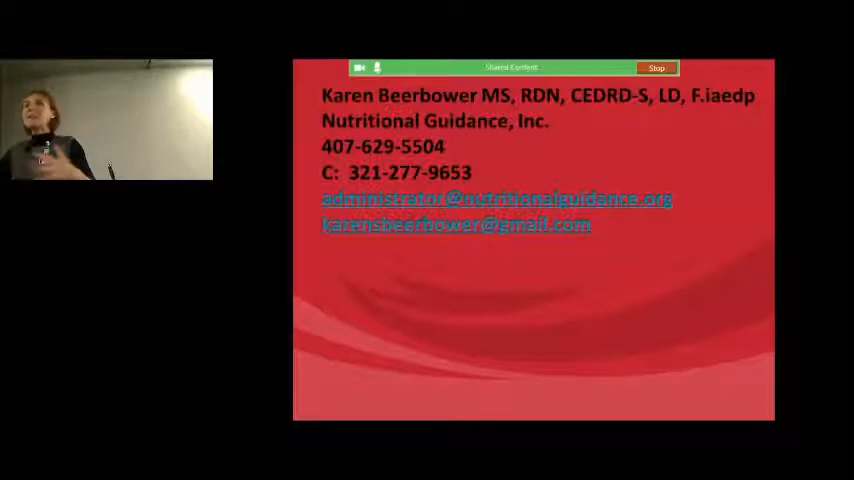 Shared Content
Stop
Karen Beerbower MS, RDN, CEDRD-S, LD, F.iaedp
Nutritional Guidance, Inc.
407-629-5504
C: 321-277-9653
administrator@nutritionalguidance.org
karensbeerbower@gmail.com